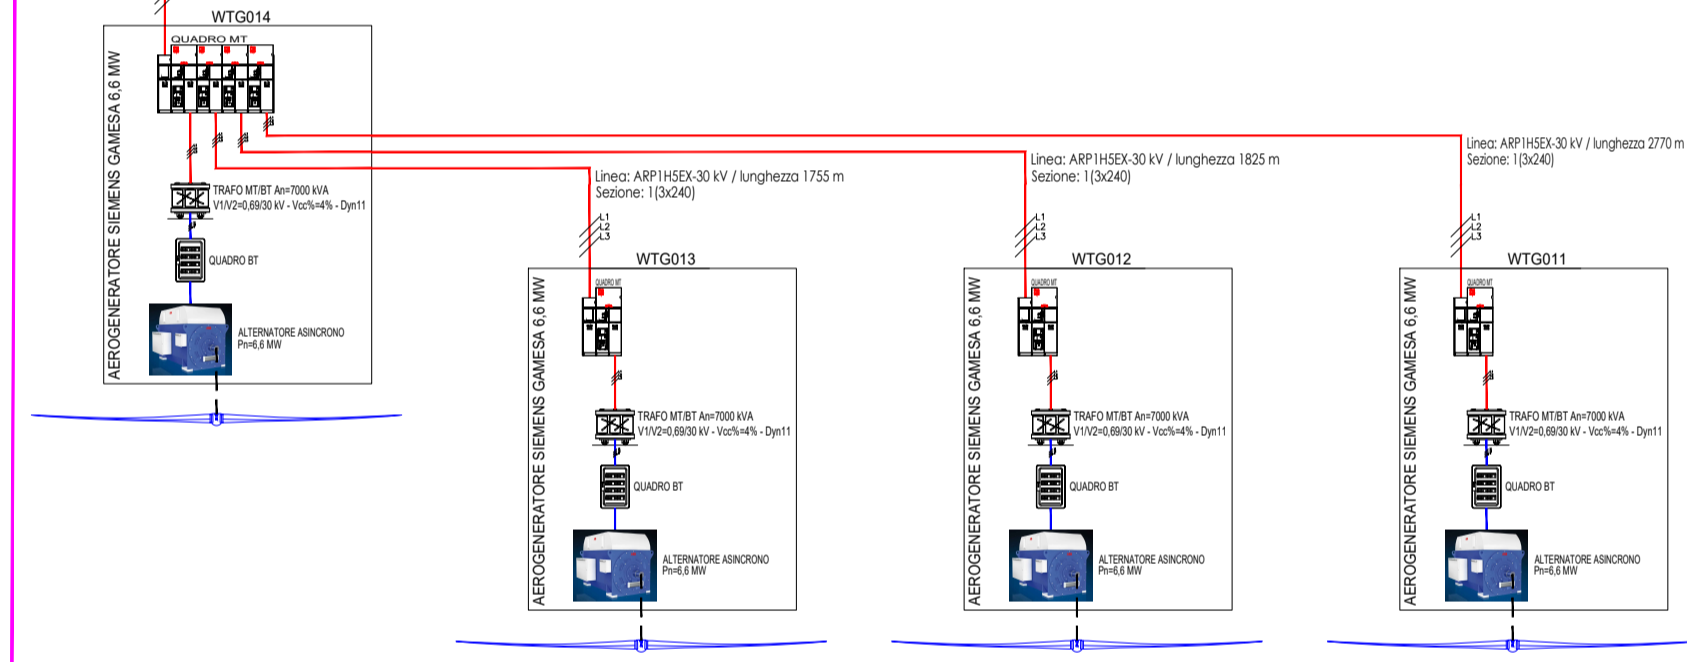 WTG014
QUADRO MT
AEROGENERATORE SIEMENS GAMESA 6,6 MW
TRAFO MT/BT An=7000 kVA
V1/V2=0,69/30 kV - Vcc%=4% - Dyn11
QUADRO BT
ALTERNATORE ASINCRONO
Pn=6,6 MW
Linea: ARP1H5EX-30 kV / lunghezza 1755 m
Sezione: 1(3x240)
L1
L2
L3
WTG013
QUADRO MT
AEROGENERATORE SIEMENS GAMESA 6,6 MW
TRAFO MT/BT An=7000 kVA
V1/V2=0,69/30 kV - Vcc%=4% - Dyn11
QUADRO BT
ALTERNATORE ASINCRONO
Pn=6,6 MW
Linea: ARP1H5EX-30 kV / lunghezza 1825 m
Sezione: 1(3x240)
L1
L2
L3
WTG012
QUADRO MT
AEROGENERATORE SIEMENS GAMESA 6,6 MW
TRAFO MT/BT An=7000 kVA
V1/V2=0,69/30 kV - Vcc%=4% - Dyn11
QUADRO BT
ALTERNATORE ASINCRONO
Pn=6,6 MW
Linea: ARP1H5EX-30 kV / lunghezza 2770 m
Sezione: 1(3x240)
L1
L2
L3
WTG011
QUADRO MT
AEROGENERATORE SIEMENS GAMESA 6,6 MW
TRAFO MT/BT An=7000 kVA
V1/V2=0,69/30 kV - Vcc%=4% - Dyn11
QUADRO BT
ALTERNATORE ASINCRONO
Pn=6,6 MW